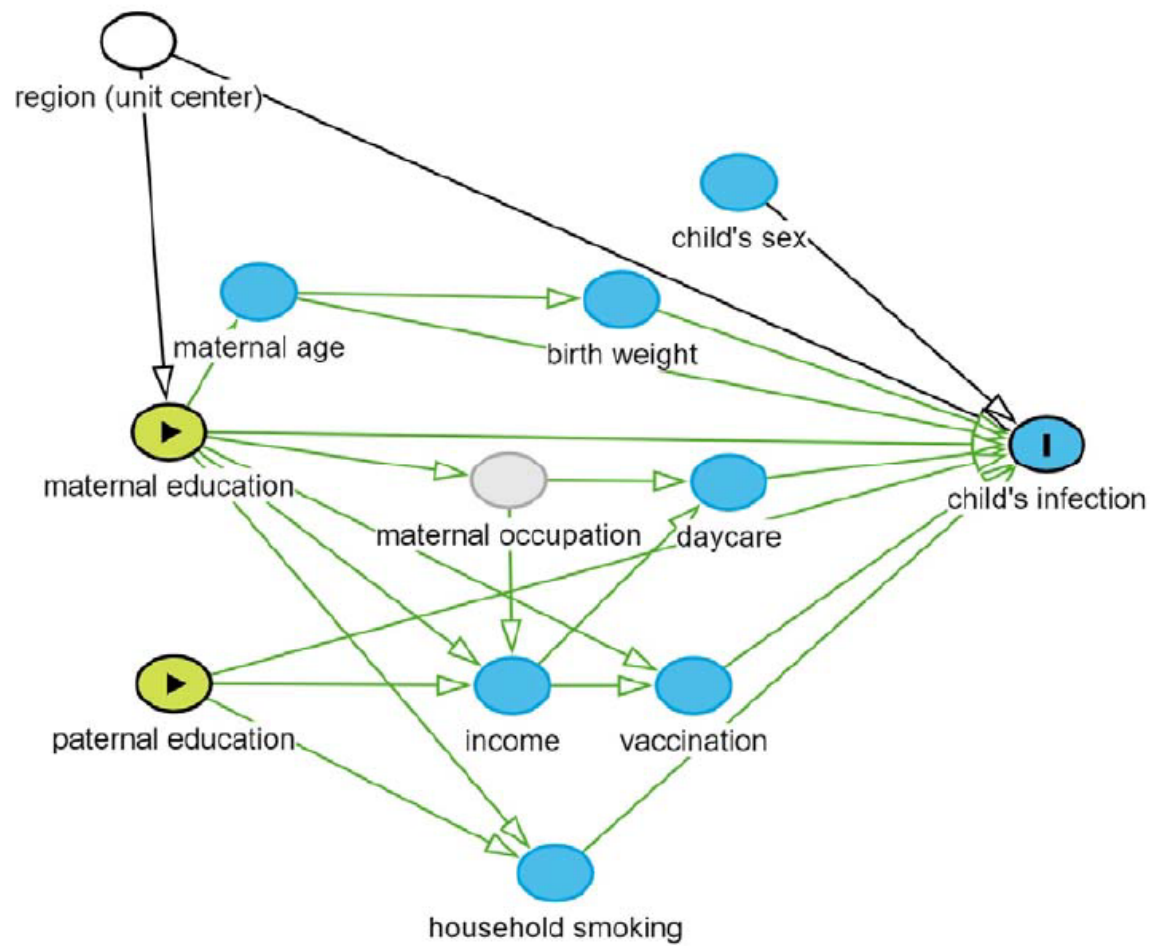 region (unit center)
child's sex
maternal age
birth weight
maternal education
child's infection
maternal occupation
daycare
paternal education
income
vaccination
household smoking